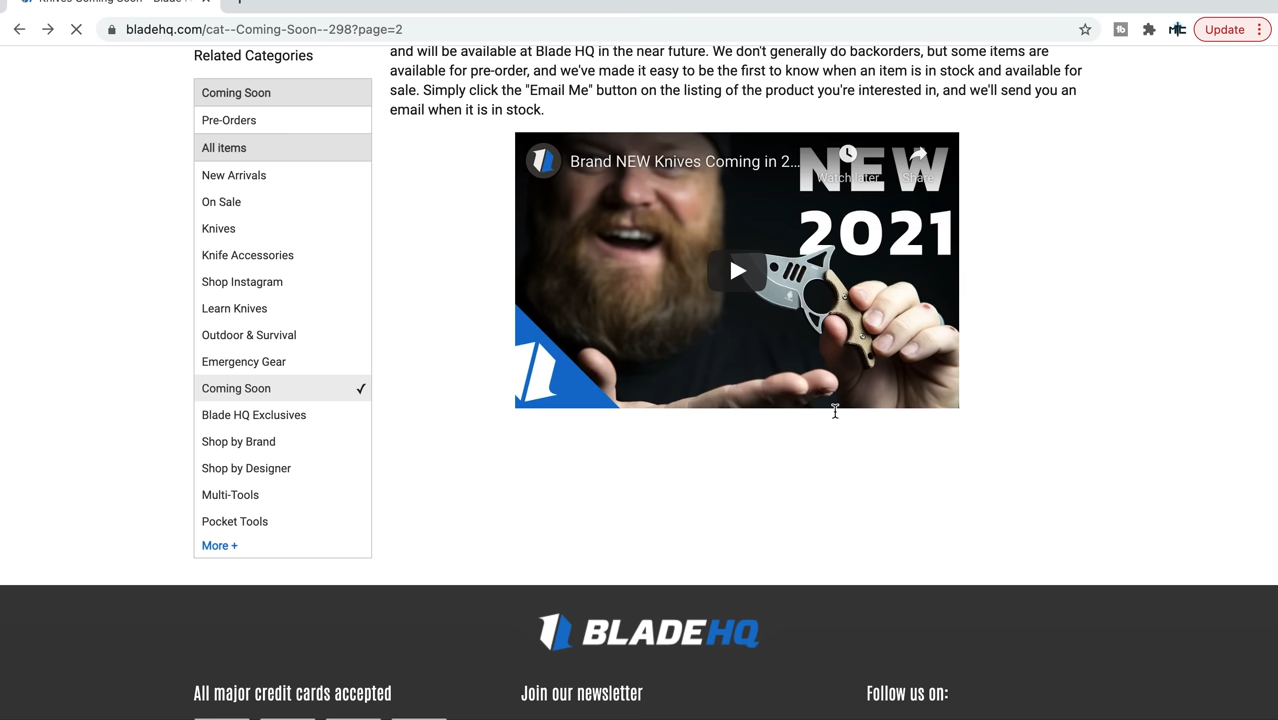 Knives Coming Soon - Blade H
bladehq.com/cat--Coming-Soon--298?page=2
Update
Related Categories
Coming Soon
Pre-Orders
All items
New Arrivals
On Sale
Knives
Knife Accessories
Shop Instagram
Learn Knives
Outdoor & Survival
Emergency Gear
Coming Soon
Blade HQ Exclusives
Shop by Brand
Shop by Designer
Multi-Tools
Pocket Tools
More +
and will be available at Blade HQ in the near future. We don't generally do backorders, but some items are
available for pre-order, and we've made it easy to be the first to know when an item is in stock and available for
sale. Simply click the "Email Me" button on the listing of the product you're interested in, and we'll send you an
email when it is in stock.
Brand NEW Knives Coming in 2...
Watch later
Share
NEW
2021
BLADEHQ
All major credit cards accepted
Join our newsletter
Follow us on: